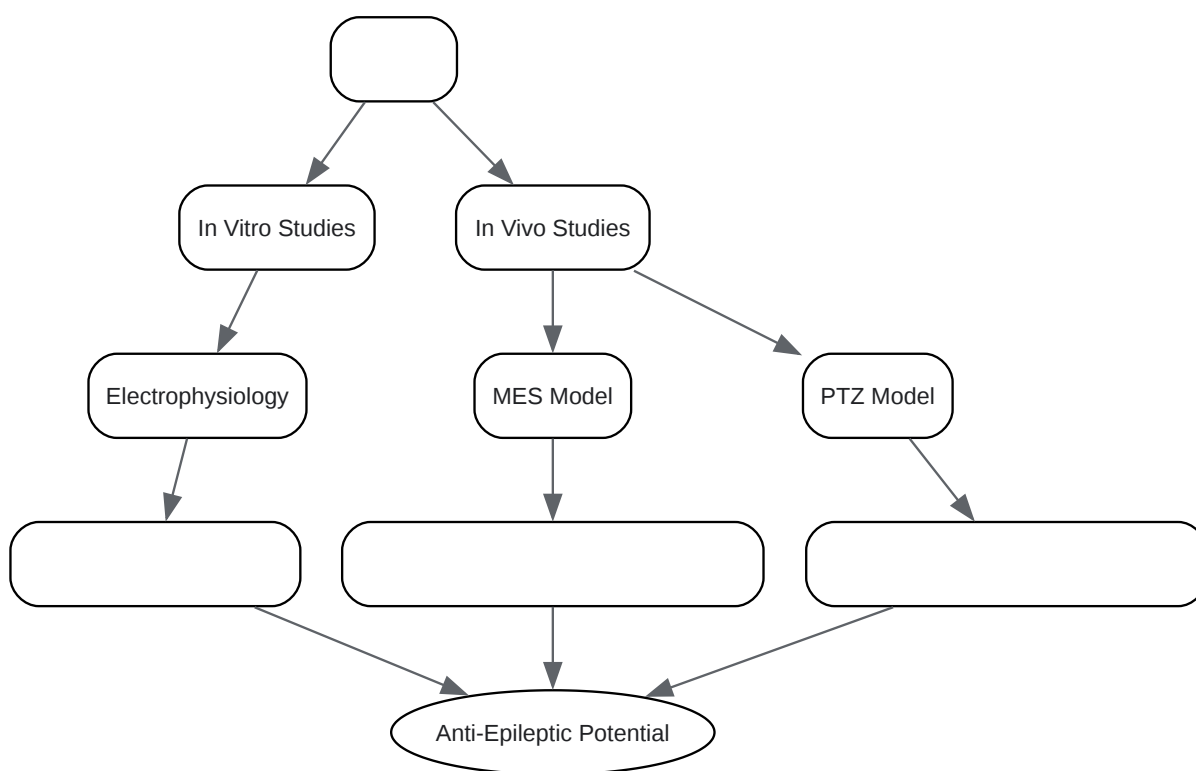 In Vitro Studies
In Vivo Studies
Electrophysiology
MES Model
PTZ Model
Anti-Epileptic Potential